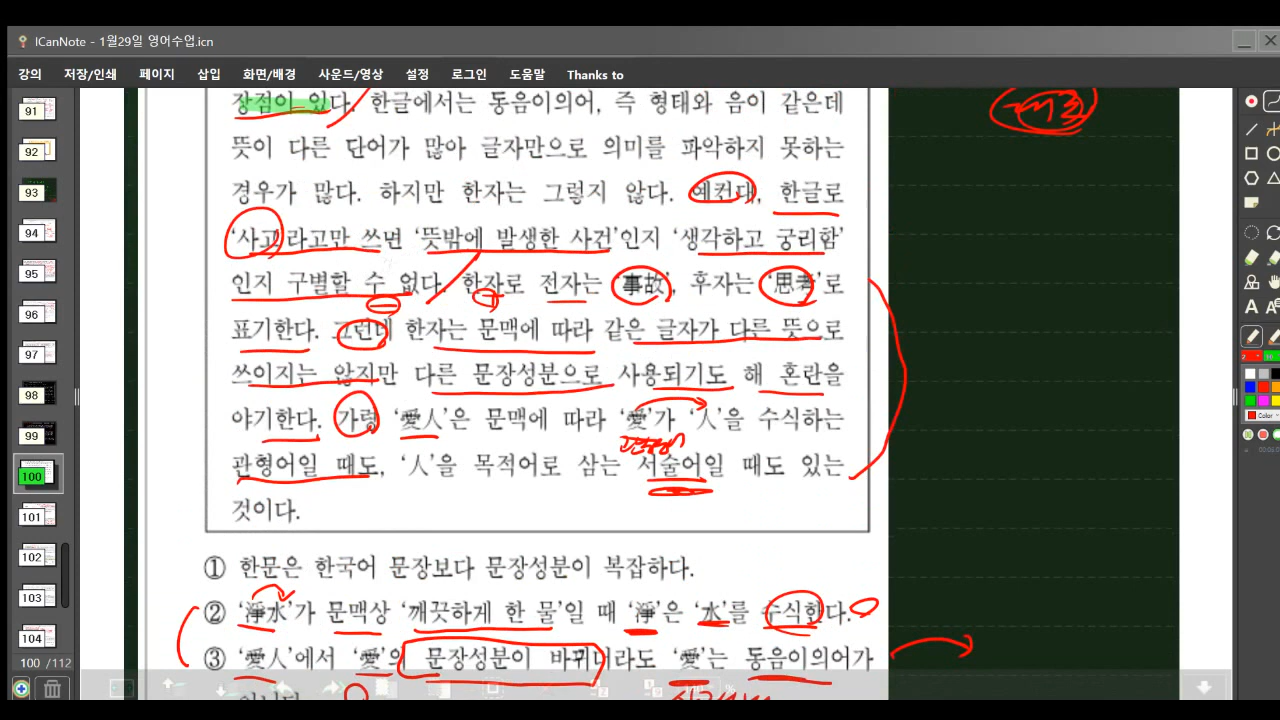 ICanNote - 1월29일 영어수업.icn
강의 저장/인쇄 페이지 삽입 화면/배경 사운드/영상 설정 로그인 도움말 Thanks to
장점이 있다. 한글에서는 동음이의어, 즉 형태와 음이 같은데
뜻이 다른 단어가 많아 글자만으로 의미를 파악하지 못하는
경우가 많다. 하지만 한자는 그렇지 않다. 예컨대, 한글로
‘사고’라고만 쓰면 ‘뜻밖에 발생한 사건’인지 ‘생각하고 궁리함’
인지 구별할 수 없다. 한자로 전자는 ‘事故’, 후자는 ‘思考’로
표기한다. 그런데 한자는 문맥에 따라 같은 글자가 다른 뜻으로
쓰이지는 않지만 다른 문장성분으로 사용되기도 해 혼란을
야기한다. 가령 ‘愛人’은 문맥에 따라 ‘愛’가 ‘人’을 수식하는
관형어일 때도, ‘人’을 목적어로 삼는 서술어일 때도 있는
것이다.
① 한문은 한국어 문장보다 문장성분이 복잡하다.
② ‘淨水’가 문맥상 ‘깨끗하게 한 물’일 때 ‘淨’은 ‘水’를 수식한다.
③ ‘愛人’에서 ‘愛’의 문장성분이 바뀌더라도 ‘愛’는 동음이의어가
91
92
93
94
95
96
97
98
99
100
101
102
103
104
100 /112
A
Color